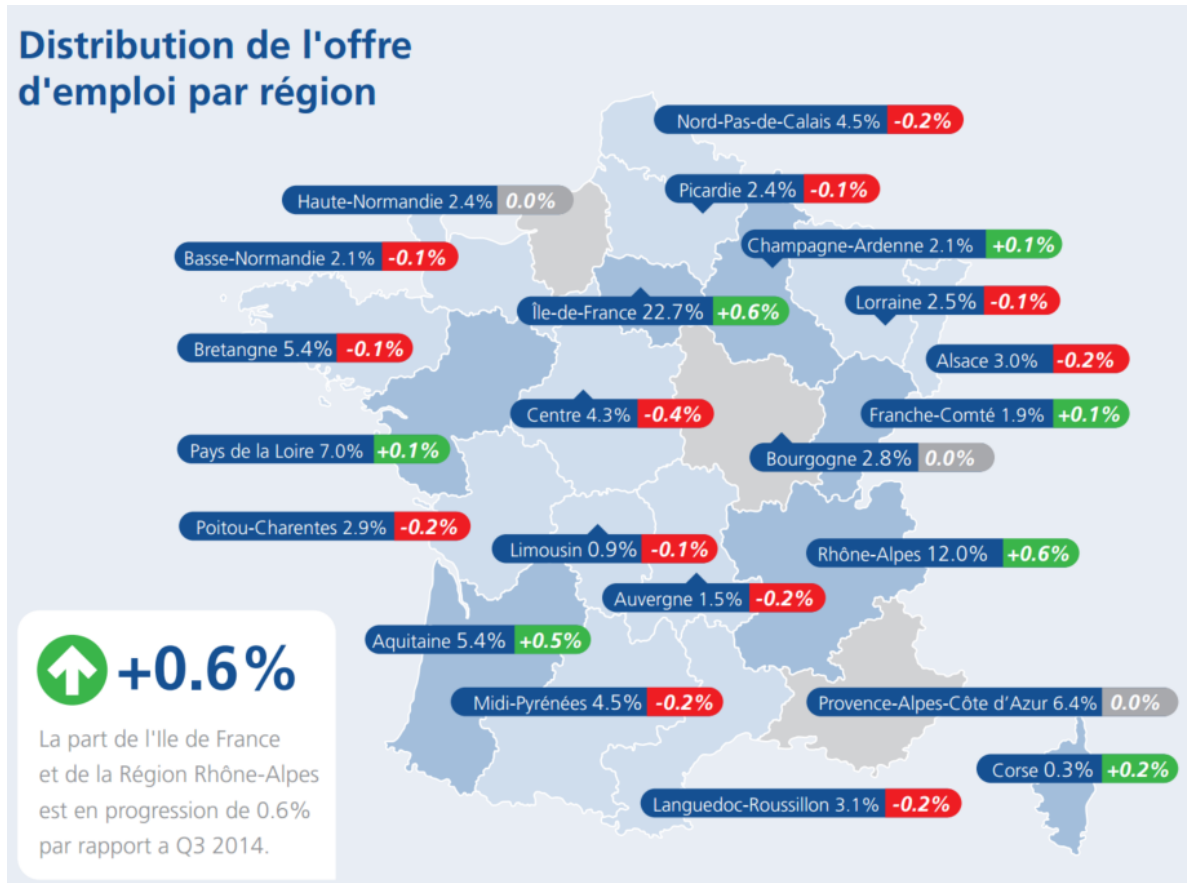 Distribution de l'offre
d'emploi par région
Nord-Pas-de-Calais 4.5% -0.2%
Picardie 2.4% -0.1%
Haute-Normandie 2.4% 0.0%
Champagne-Ardenne 2.1% +0.1%
Basse-Normandie 2.1% -0.1%
Lorraine 2.5% -0.1%
Île-de-France 22.7% +0.6%
Bretangne 5.4% -0.1%
Alsace 3.0% -0.2%
Centre 4.3% -0.4%
Franche-Comté 1.9% +0.1%
Pays de la Loire 7.0% +0.1%
Bourgogne 2.8% 0.0%
Poitou-Charentes 2.9% -0.2%
Limousin 0.9% -0.1%
Rhône-Alpes 12.0% +0.6%
Auvergne 1.5% -0.2%
Aquitaine 5.4% +0.5%
Midi-Pyrénées 4.5% -0.2%
Provence-Alpes-Côte d’Azur 6.4% 0.0%
Corse 0.3% +0.2%
Languedoc-Roussillon 3.1% -0.2%
+0.6%
La part de l'Ile de France
et de la Région Rhône-Alpes
est en progression de 0.6%
par rapport a Q3 2014.